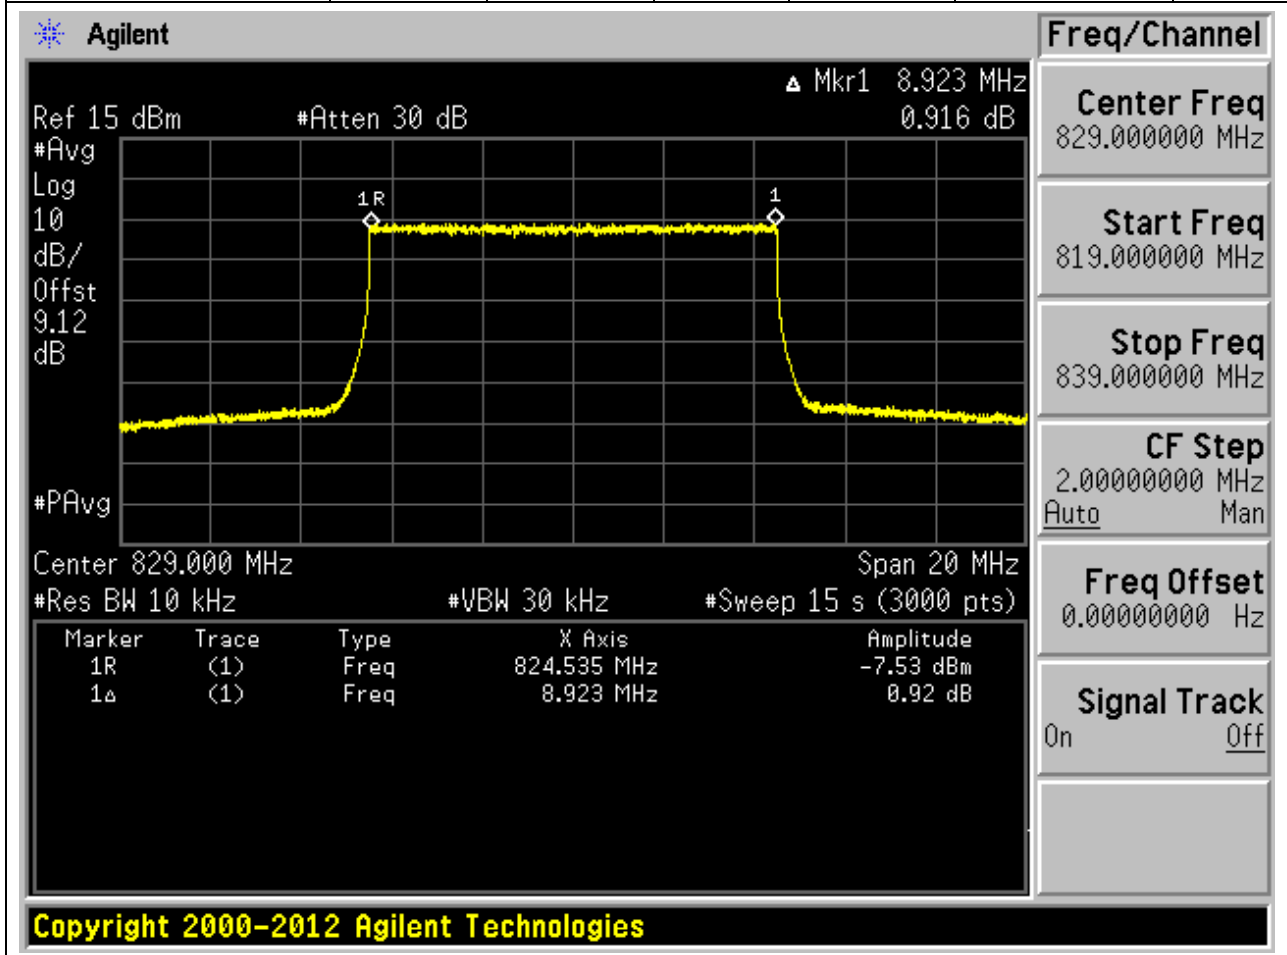 Agilent
Freq/Channel
Δ Mkr1 8.923 MHz
Ref 15 dBm #Atten 30 dB 0.916 dB
#Avg
Log
10
dB/
Offst
9.12
dB
1R
1
#PAvg
Center 829.000 MHz Span 20 MHz
#Res BW 10 kHz #VBW 30 kHz #Sweep 15 s (3000 pts)
Marker Trace Type X Axis Amplitude
1R (1) Freq 824.535 MHz -7.53 dBm
1Δ (1) Freq 8.923 MHz 0.92 dB
Center Freq
829.000000 MHz
Start Freq
819.000000 MHz
Stop Freq
839.000000 MHz
CF Step
2.00000000 MHz
Auto Man
Freq Offset
0.00000000 Hz
Signal Track
On Off
Copyright 2000-2012 Agilent Technologies